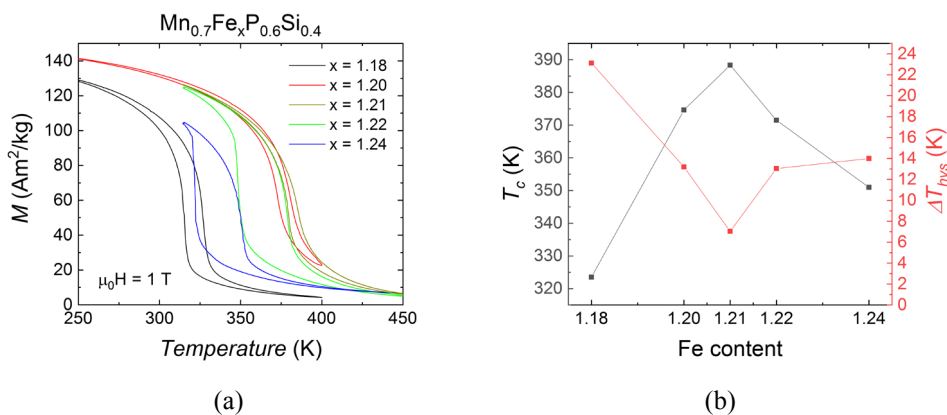 Mn0.7FexP0.6Si0.4
M (Am2/kg)
140
120
100
80
60
40
20
0
x = 1.18
x = 1.20
x = 1.21
x = 1.22
x = 1.24
μ0H = 1 T
250 300 350 400 450
Temperature (K)
(a)
Tc (K)
390
380
370
360
350
340
330
320
24
22
20
18
16
14
12
10
8
6
4
2
0
ΔThys (K)
1.18 1.20 1.21 1.22 1.24
Fe content
(b)